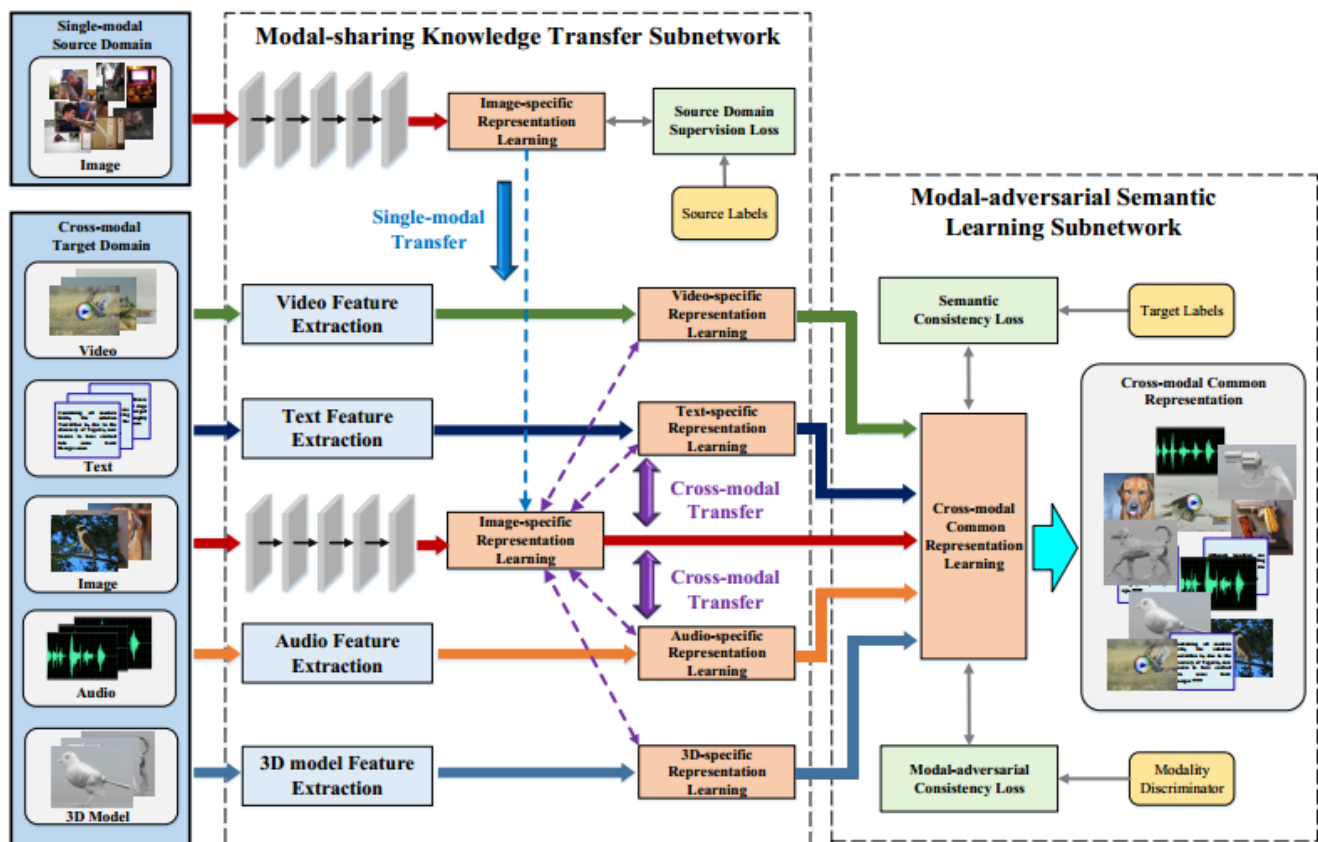 Single-modal
Source Domain
Image
Modal-sharing Knowledge Transfer Subnetwork
Image-specific
Representation
Learning
Source Domain
Supervision Loss
Source Labels
Single-modal
Transfer
Cross-modal
Target Domain
Video
Text
Image
Audio
3D Model
Video Feature
Extraction
Text Feature
Extraction
Audio Feature
Extraction
3D model Feature
Extraction
Video-specific
Representation
Learning
Text-specific
Representation
Learning
Cross-modal
Transfer
Image-specific
Representation
Learning
Cross-modal
Transfer
Audio-specific
Representation
Learning
3D-specific
Representation
Learning
Modal-adversarial Semantic
Learning Subnetwork
Semantic
Consistency Loss
Target Labels
Cross-modal
Common
Representation
Learning
Cross-modal Common
Representation
Modal-adversarial
Consistency Loss
Modality
Discriminator